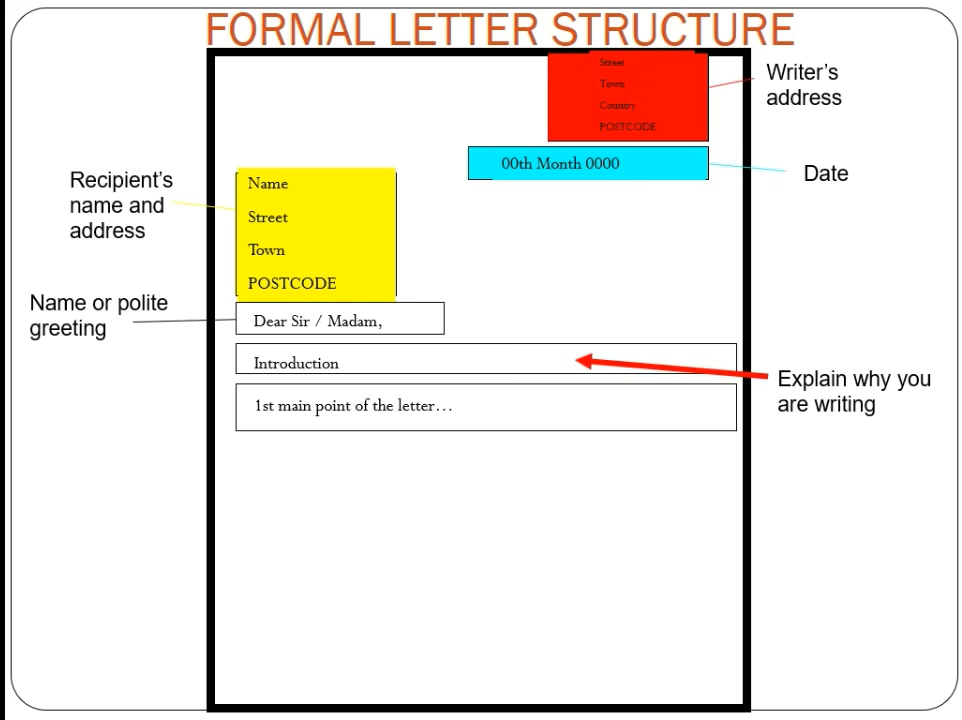 FORMAL LETTER STRUCTURE
Street
Town
Country
POSTCODE
Writer's
address
00th Month 0000
Date
Recipient's
name and
address
Name
Street
Town
POSTCODE
Name or polite
greeting
Dear Sir / Madam,
Introduction
Explain why you
are writing
1st main point of the letter…